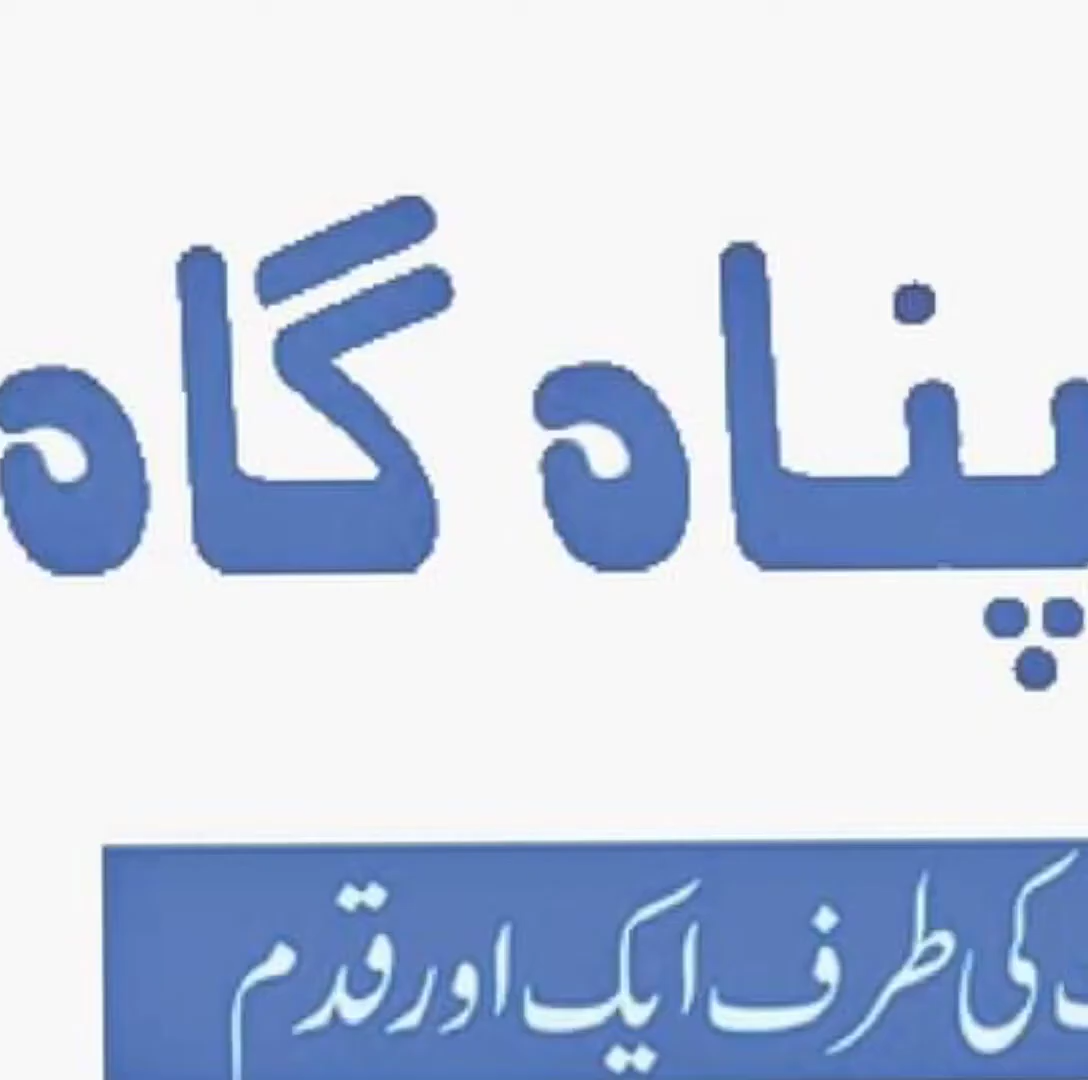 پناہ گاہ
کی طرف ایک اور قدم